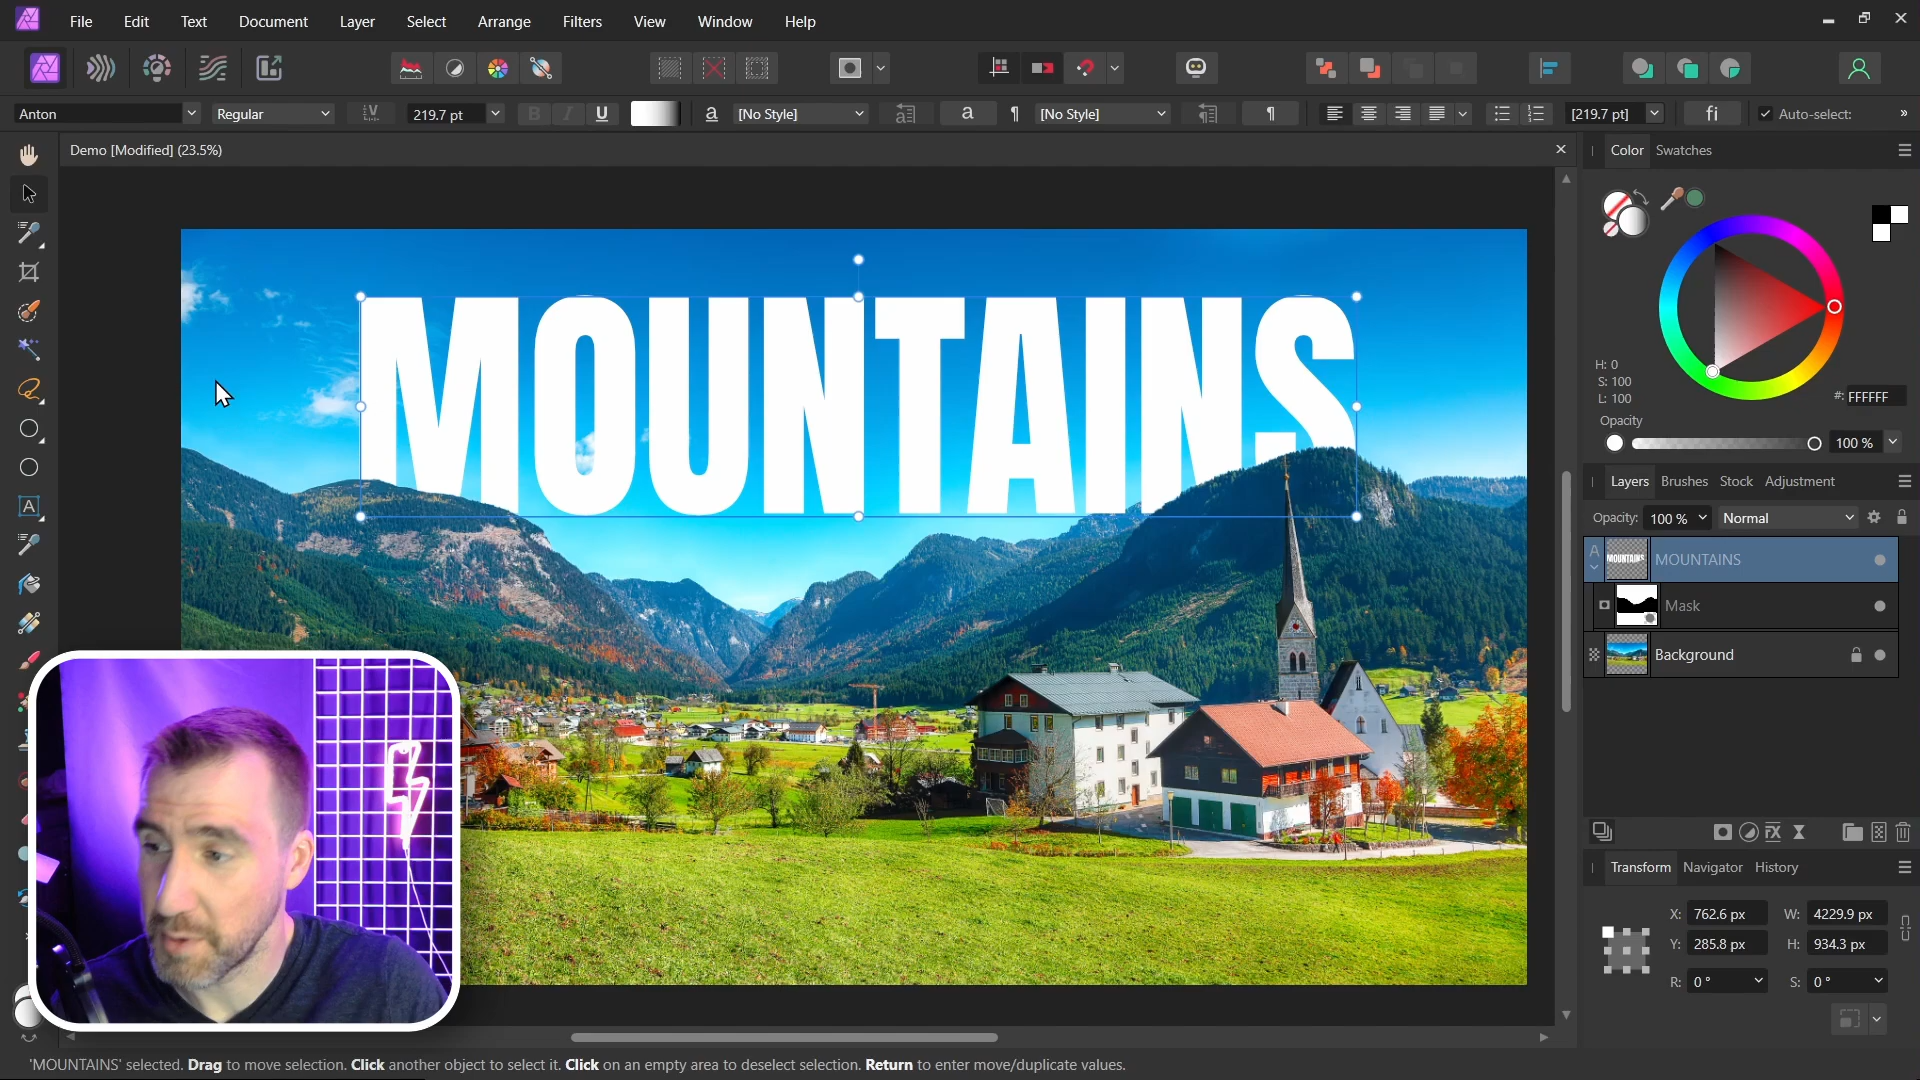 File Edit Text Document Layer Select Arrange Filters View Window Help
Anton Regular 219.7 pt B I U a [No Style] a ¶ [No Style] ¶ [219.7 pt] fi Auto-select: »
Demo [Modified] (23.5%)
Color Swatches
MOUNTAINS
H: 0
S: 100
L: 100
#: FFFFFF
Opacity
100 %
Layers Brushes Stock Adjustment
Opacity: 100 % Normal
A MOUNTAINS MOUNTAINS
Mask
Background
Transform Navigator History
X: 762.6 px W: 4229.9 px
Y: 285.8 px H: 934.3 px
R: 0 ° S: 0 °
'MOUNTAINS' selected. Drag to move selection. Click another object to select it. Click on an empty area to deselect selection. Return to enter move/duplicate values.